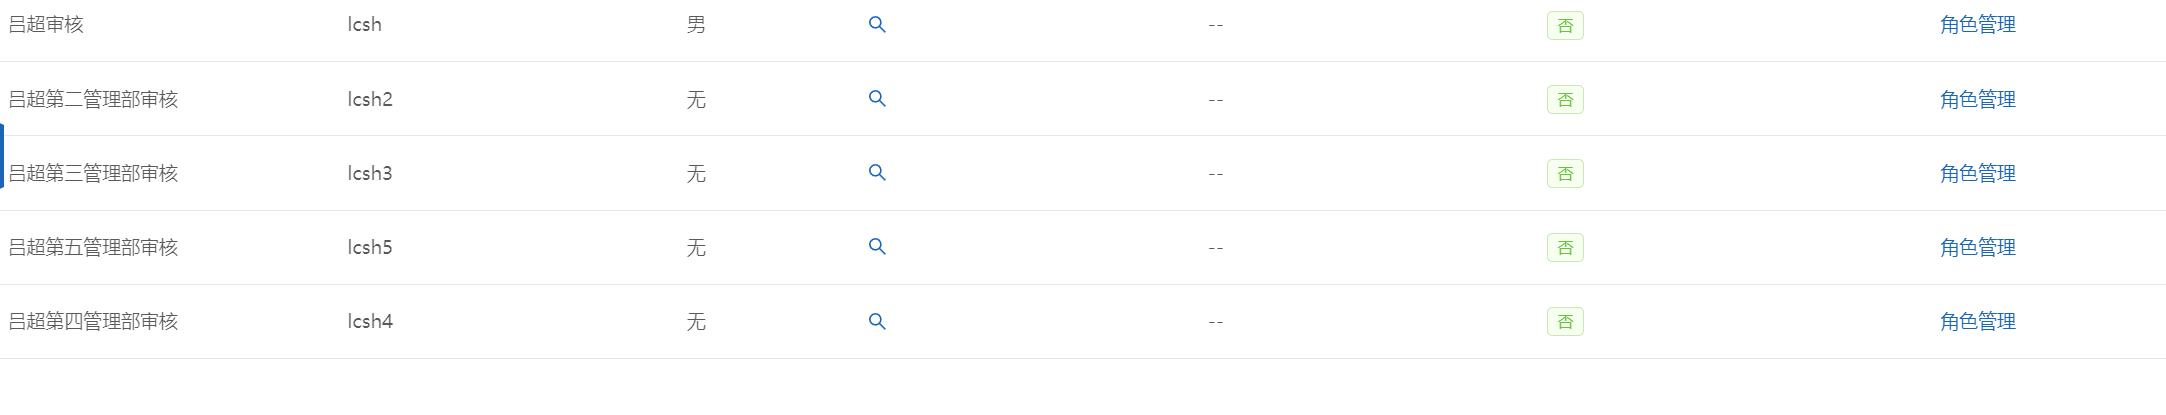 吕超审核 lcsh 男 -- 否 角色管理
吕超第二管理部审核 lcsh2 无 -- 否 角色管理
吕超第三管理部审核 lcsh3 无 -- 否 角色管理
吕超第五管理部审核 lcsh5 无 -- 否 角色管理
吕超第四管理部审核 lcsh4 无 -- 否 角色管理